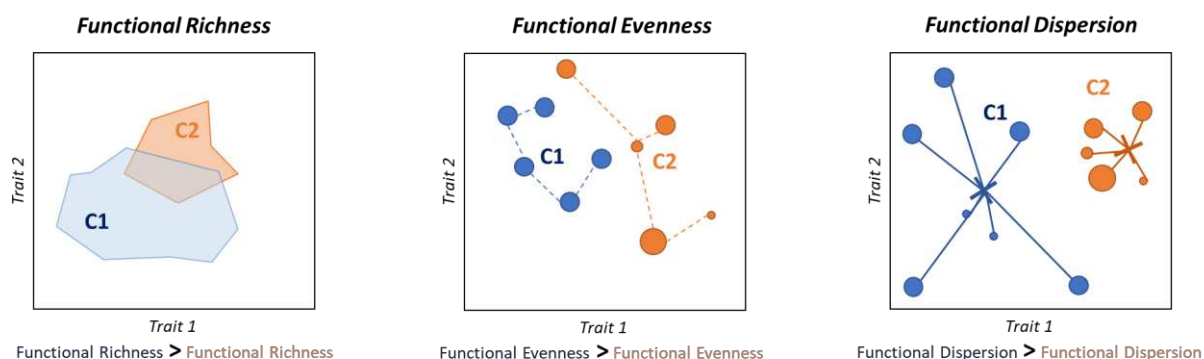 Functional Richness
C2
C1
Trait 2
Trait 1
Functional Richness > Functional Richness
Functional Evenness
C1
C2
Trait 2
Trait 1
Functional Evenness > Functional Evenness
Functional Dispersion
C2
C1
Trait 2
Trait 1
Functional Dispersion > Functional Dispersion